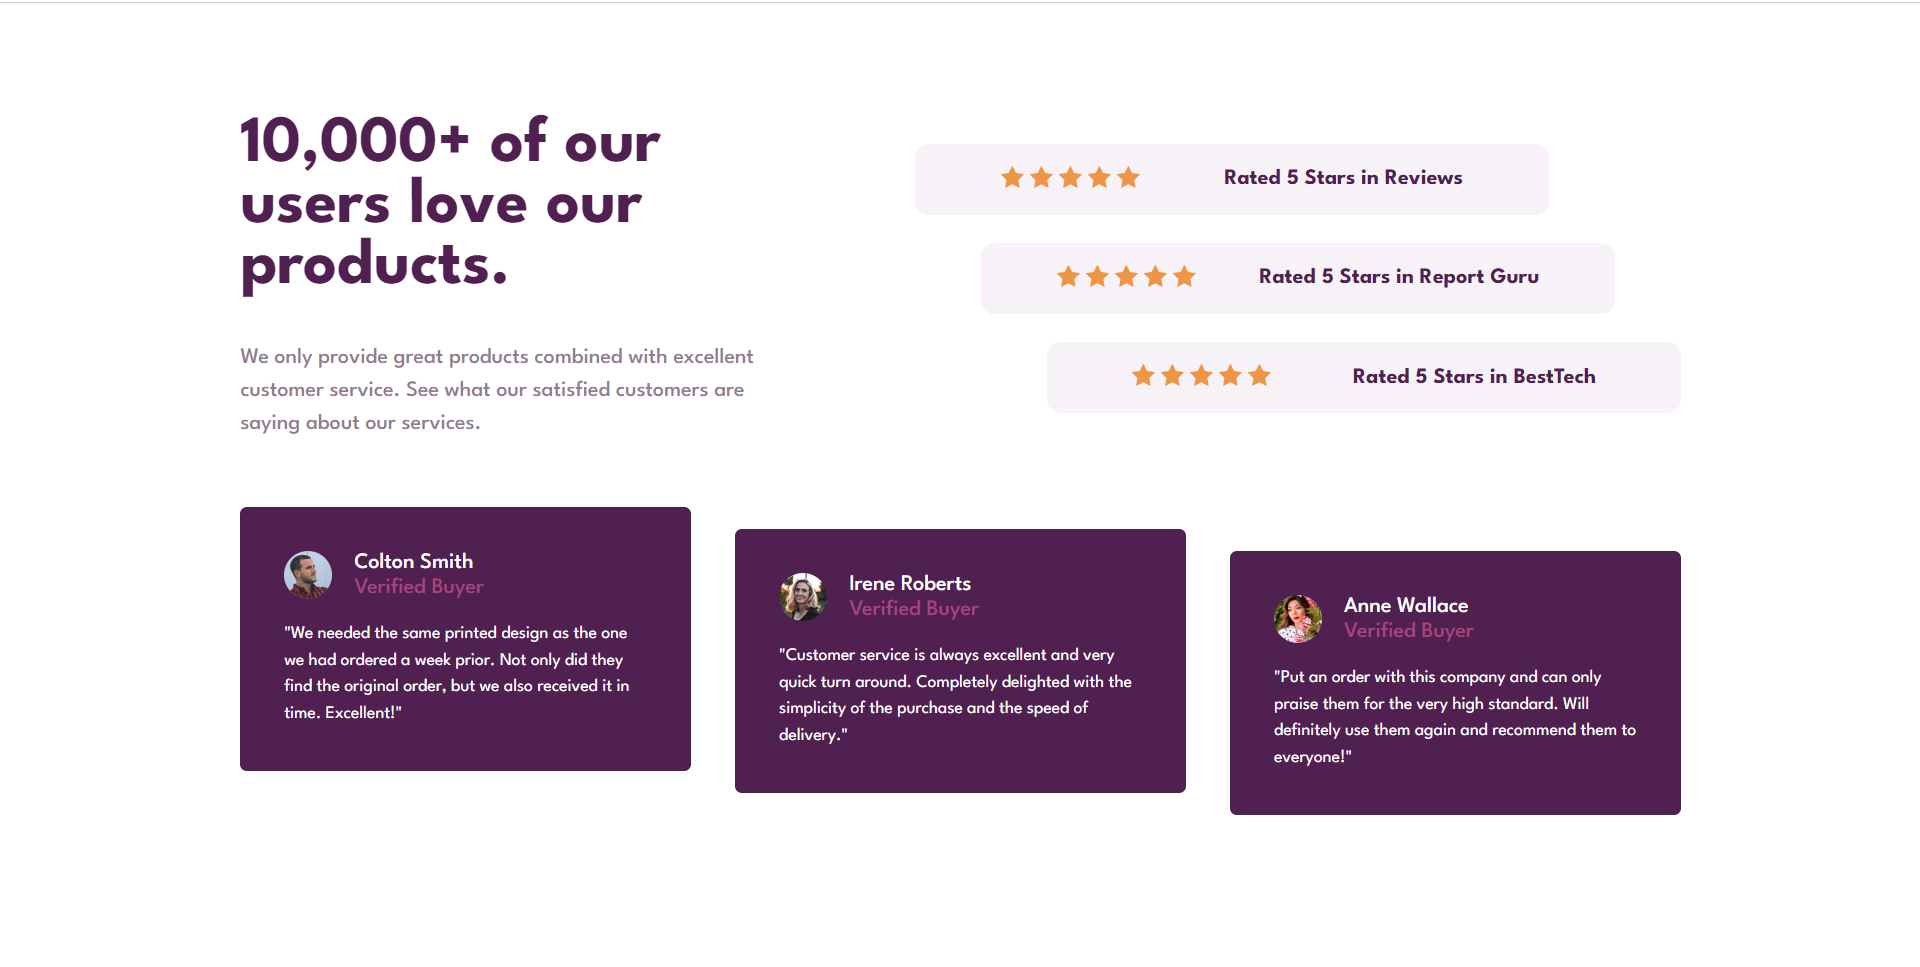 10,000+ of our
users love our
products.
We only provide great products combined with excellent
customer service. See what our satisfied customers are
saying about our services.
Rated 5 Stars in Reviews
Rated 5 Stars in Report Guru
Rated 5 Stars in BestTech
Colton Smith
Verified Buyer
"We needed the same printed design as the one
we had ordered a week prior. Not only did they
find the original order, but we also received it in
time. Excellent!"
Irene Roberts
Verified Buyer
"Customer service is always excellent and very
quick turn around. Completely delighted with the
simplicity of the purchase and the speed of
delivery."
Anne Wallace
Verified Buyer
"Put an order with this company and can only
praise them for the very high standard. Will
definitely use them again and recommend them to
everyone!"